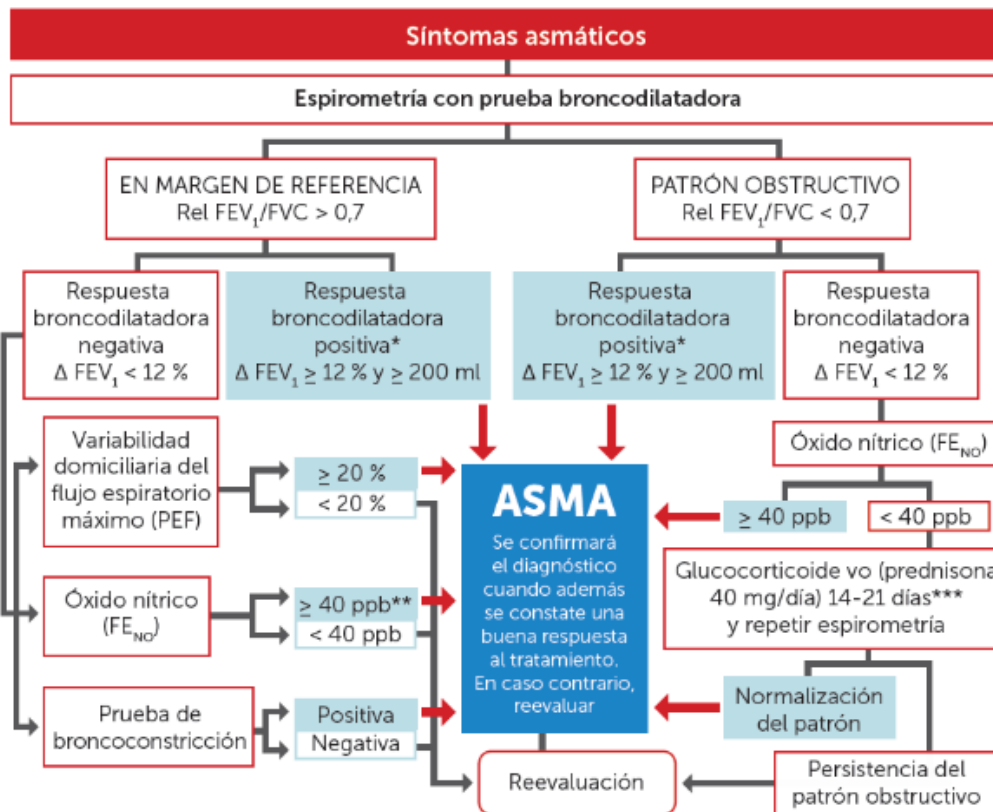 Síntomas asmáticos
Espirometría con prueba broncodilatadora
EN MARGEN DE REFERENCIA
Rel FEV₁/FVC > 0,7
PATRÓN OBSTRUCTIVO
Rel FEV₁/FVC < 0,7
Respuesta
broncodilatadora
negativa
Δ FEV₁ < 12 %
Respuesta
broncodilatadora
positiva*
Δ FEV₁ ≥ 12 % y ≥ 200 ml
Respuesta
broncodilatadora
positiva*
Δ FEV₁ ≥ 12 % y ≥ 200 ml
Respuesta
broncodilatadora
negativa
Δ FEV₁ < 12 %
Variabilidad
domiciliaria del
flujo espiratorio
máximo (PEF)
≥ 20 %
< 20 %
Óxido nítrico
(FE_NO)
≥ 40 ppb**
< 40 ppb
Prueba de
broncoconstricción
Positiva
Negativa
ASMA
Se confirmará
el diagnóstico
cuando además
se constate una
buena respuesta
al tratamiento.
En caso contrario,
reevaluar
Óxido nítrico (FE_NO)
≥ 40 ppb
< 40 ppb
Glucocorticoide vo (prednisona
40 mg/día) 14-21 días***
y repetir espirometría
Normalización
del patrón
Persistencia del
patrón obstructivo
Reevaluación